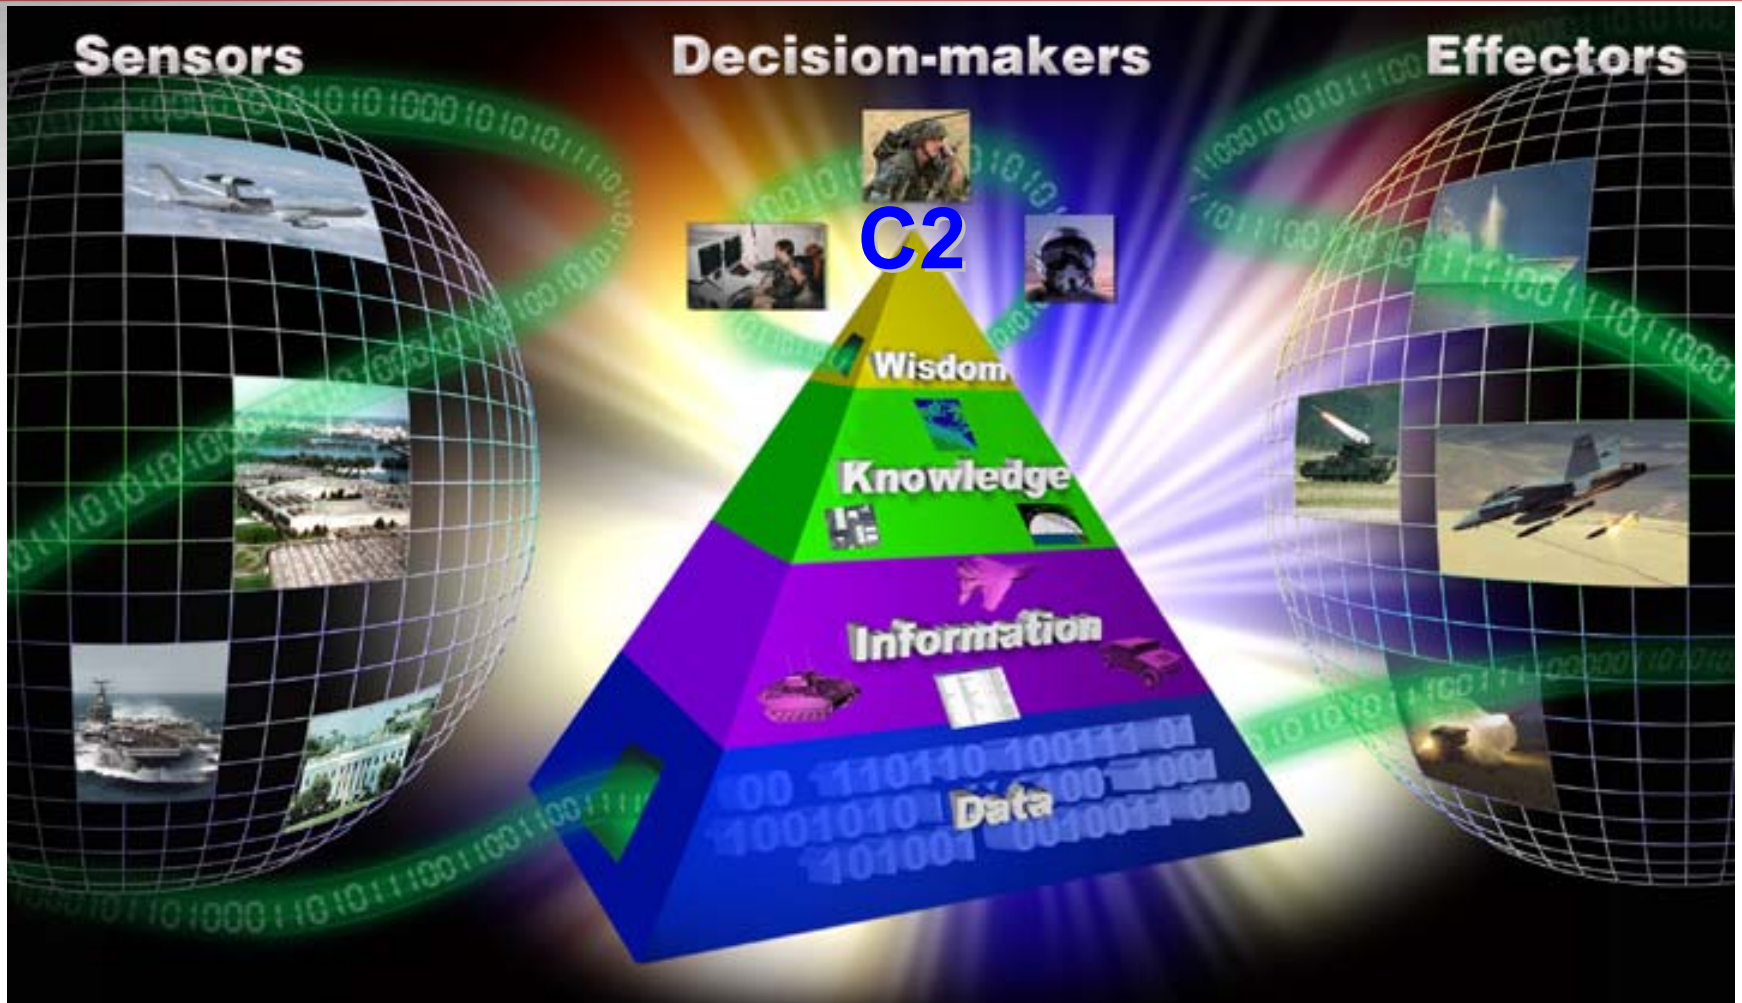 Sensors
Decision-makers
Effectors
C2
Wisdom
Knowledge
Information
Data